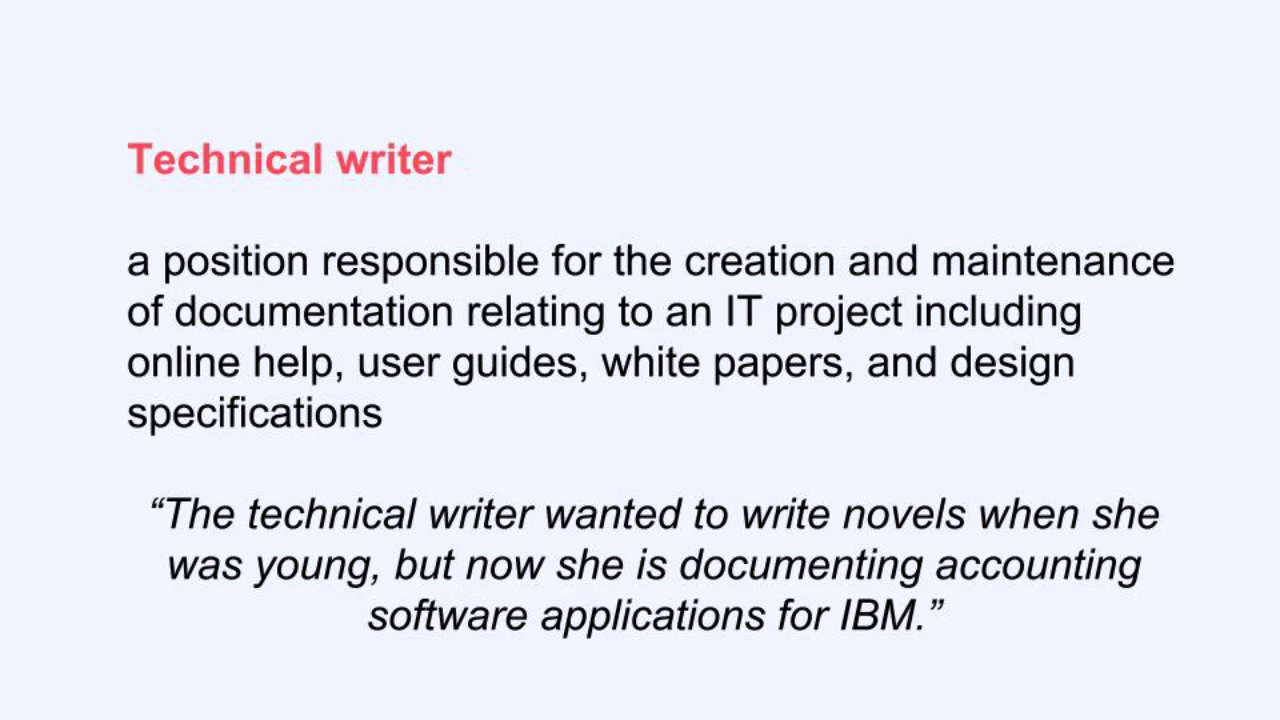 Technical writer
a position responsible for the creation and maintenance
of documentation relating to an IT project including
online help, user guides, white papers, and design
specifications
“The technical writer wanted to write novels when she
was young, but now she is documenting accounting
software applications for IBM.”